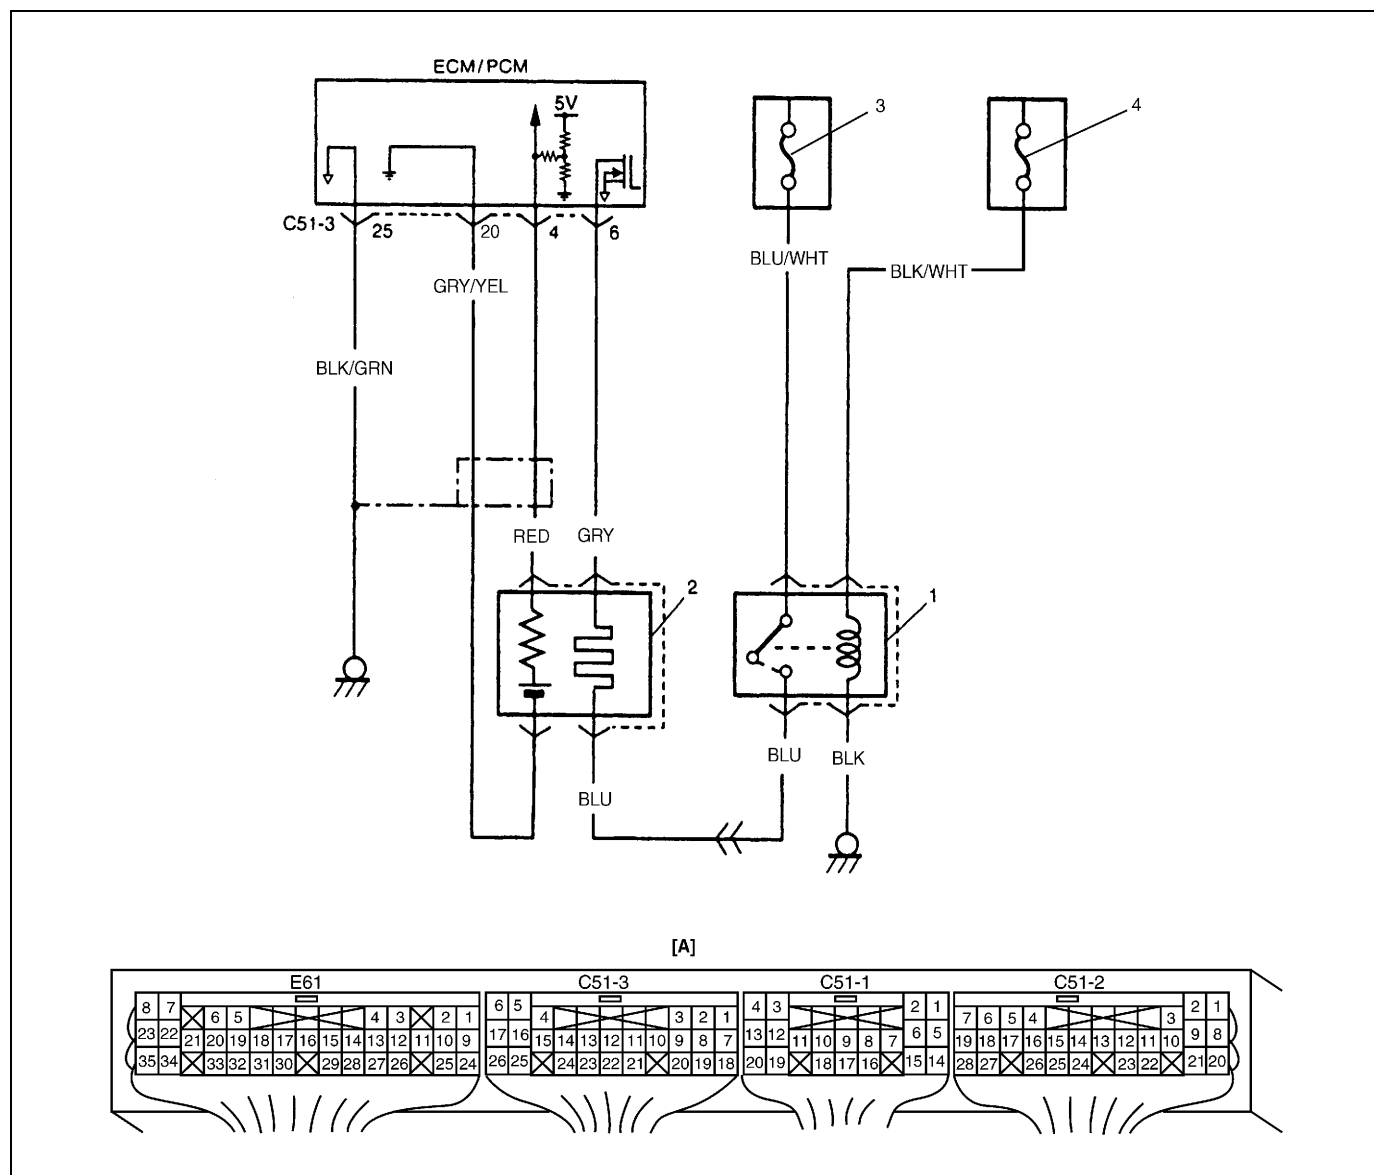 ECM/PCM
5V
3
4
C51-3
25
20
4
6
BLU/WHT
BLK/WHT
GRY/YEL
BLK/GRN
RED
GRY
2
1
BLU
BLK
BLU
[A]
E61
C51-3
C51-1
C51-2
8 7 6 5 4 3 2 1
23 22 21 20 19 18 17 16 15 14 13 12 11 10 9
35 34 33 32 31 30 29 28 27 26 25 24
6 5 4 3 2 1
17 16 15 14 13 12 11 10 9 8 7
26 25 24 23 22 21 20 19 18
4 3 2 1
13 12 11 10 9 8 7 6 5
20 19 18 17 16 15 14
7 6 5 4 3 2 1
19 18 17 16 15 14 13 12 11 10 9 8
28 27 26 25 24 23 22 21 20